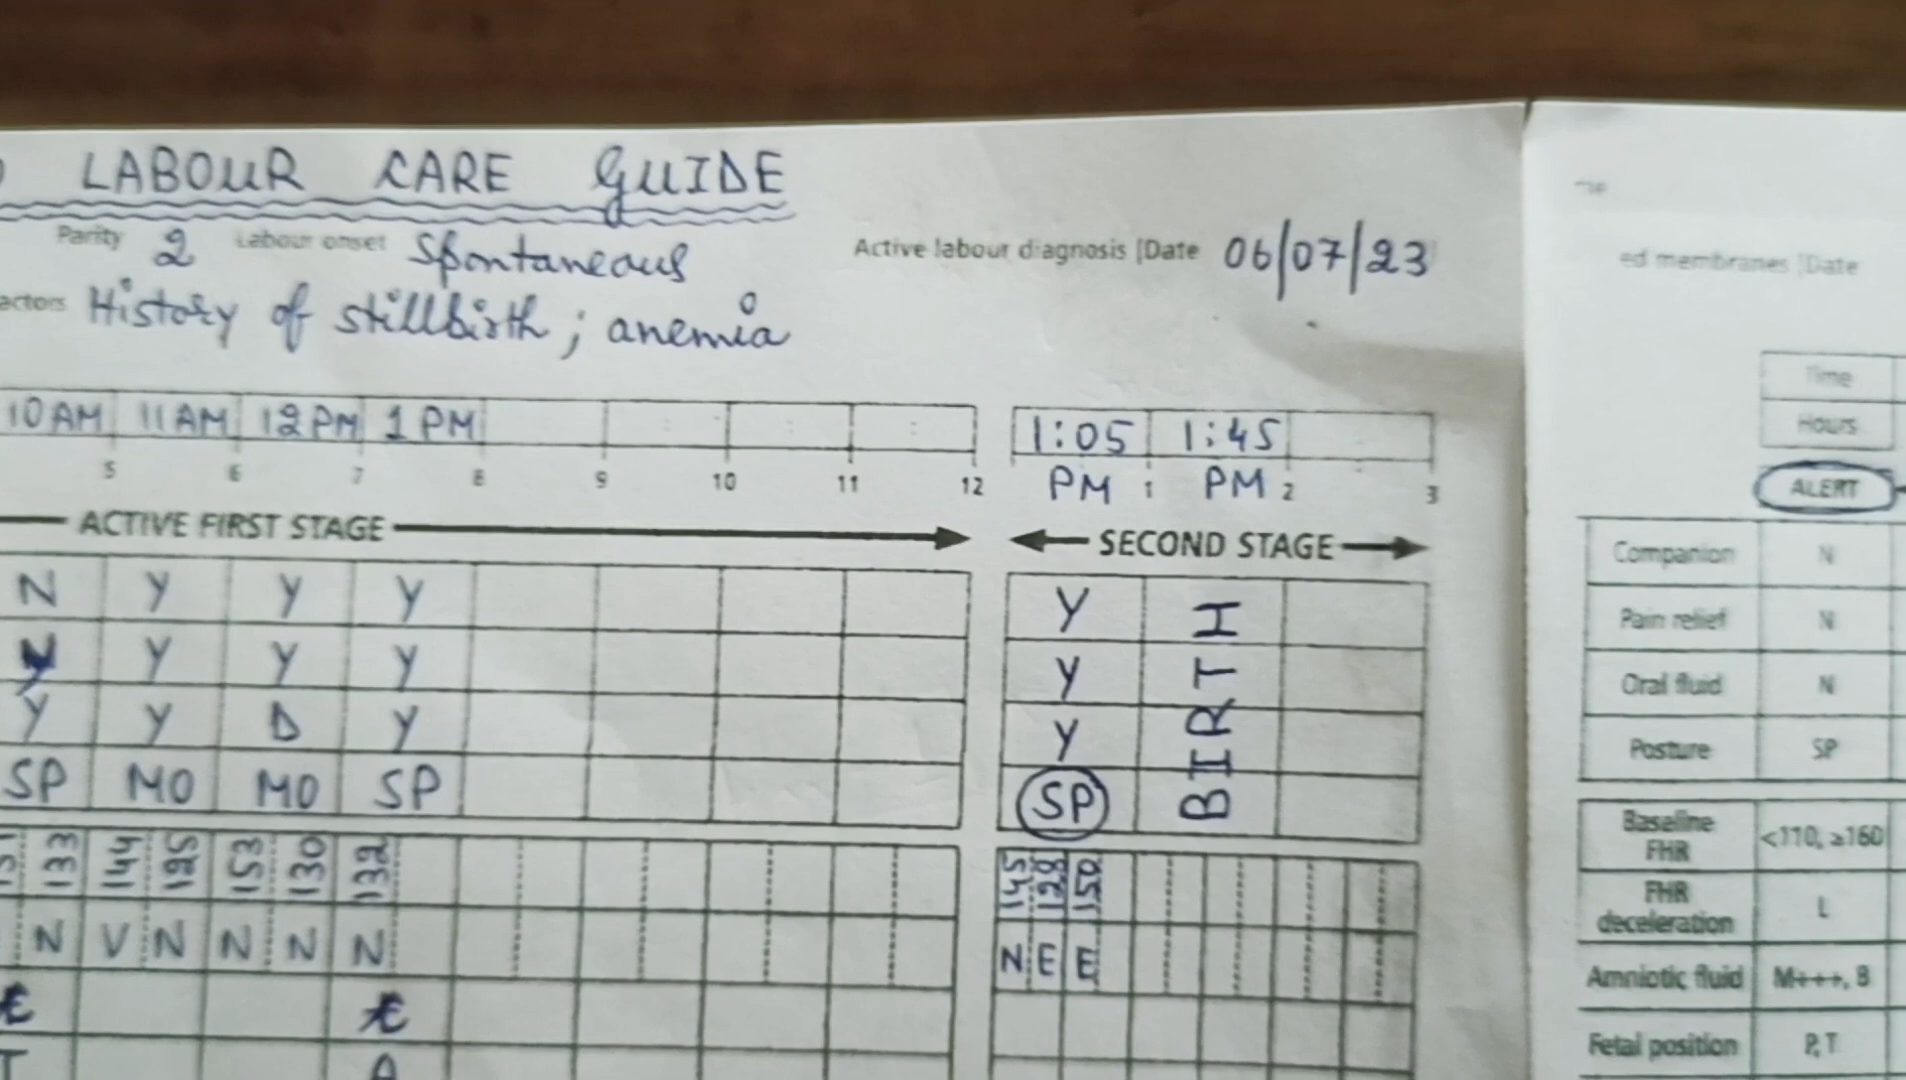 LABOUR CARE GUIDE
Parity 2 Labour onset Spontaneous Active labour diagnosis [Date 06/07/23
actors History of stillbirth ; anemia
10 AM 11 AM 12 PM 1 PM 1:05 PM 1:45 PM
5 6 7 8 9 10 11 12 1 2 3
ACTIVE FIRST STAGE SECOND STAGE
N Y Y Y Y BIRTH
Y Y Y Y
Y Y D Y Y
SP MO MO SP SP
133 144 125 153 130 132 145 128 150
N V N N N N N E E
ed membranes [Date
Time
Hours
ALERT
Companion N
Pain relief N
Oral fluid N
Posture SP
Baseline FHR <110, ≥160
FHR deceleration L
Amniotic fluid M+++, B
Fetal position P, T